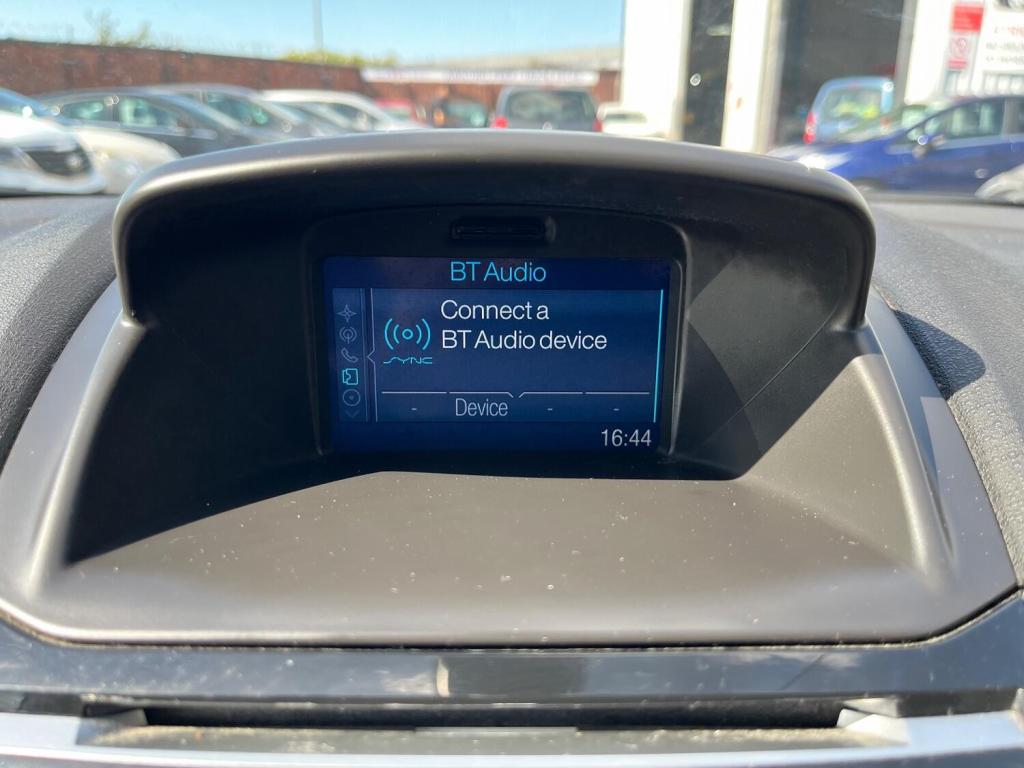 BT Audio
Connect a
BT Audio device
SYNC
- Device - -
16:44